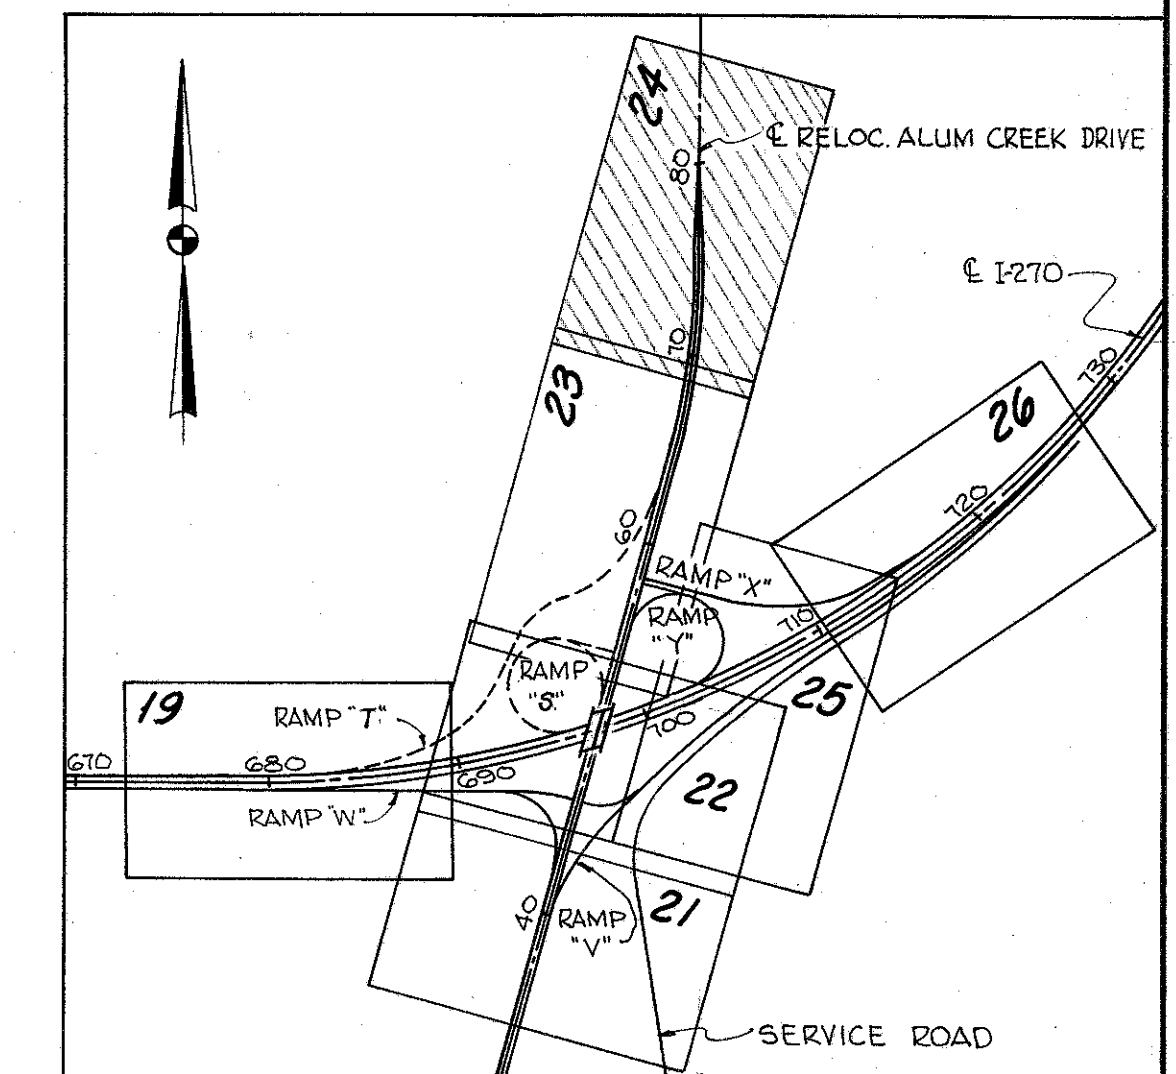 24
℄ RELOC. ALUM CREEK DRIVE
80
℄ I-270
70
730
23
26
720
60
RAMP "X"
RAMP "Y"
710
RAMP "S"
19
RAMP "T"
700
25
670
680
690
22
RAMP "W"
40
RAMP "V"
21
SERVICE ROAD